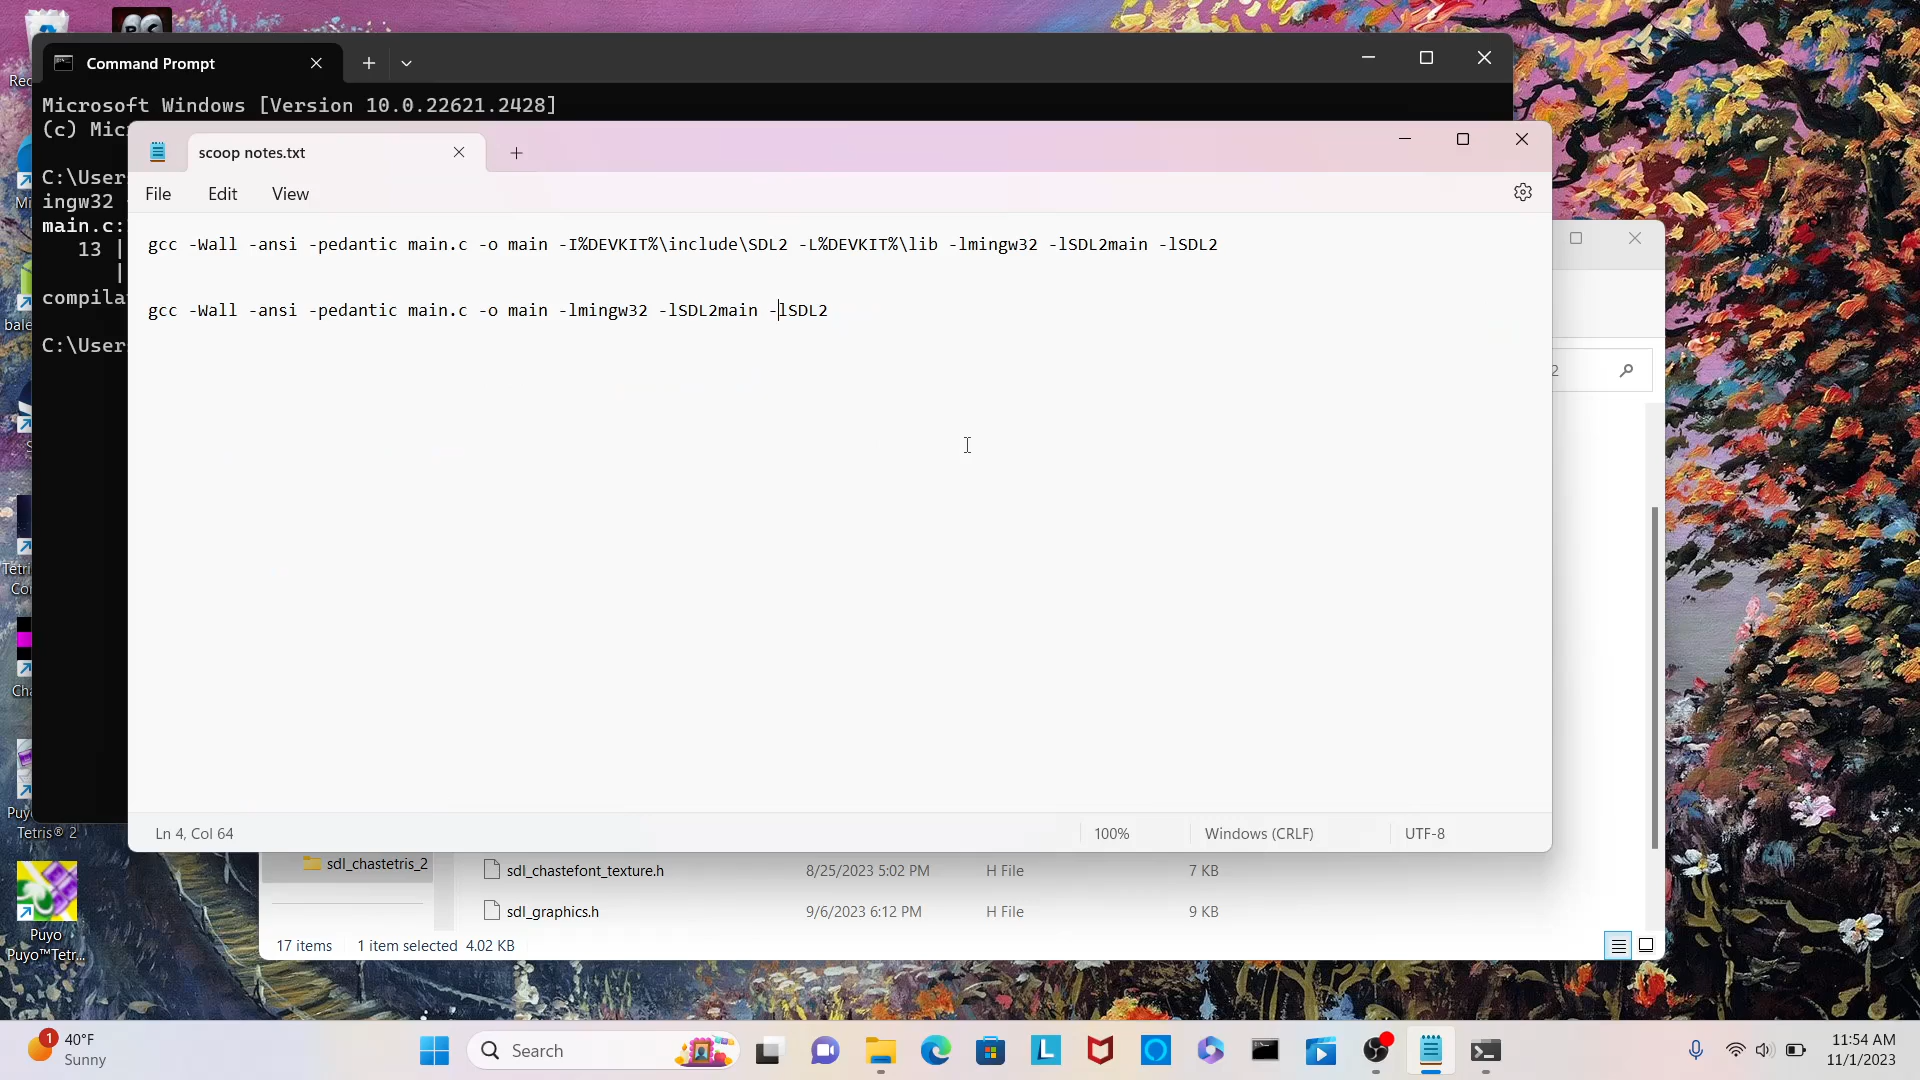 Command Prompt
Microsoft Windows [Version 10.0.22621.2428]
(c) Mic
scoop notes.txt
C:\User
ingw32
File Edit View
main.c:
13 |
|
gcc -Wall -ansi -pedantic main.c -o main -I%DEVKIT%\include\SDL2 -L%DEVKIT%\lib -lmingw32 -lSDL2main -lSDL2
compila
gcc -Wall -ansi -pedantic main.c -o main -lmingw32 -lSDL2main -lSDL2
C:\User
2
Ln 4, Col 64
100%
Windows (CRLF)
UTF-8
Tetris® 2
sdl_chastetris_2
sdl_chastefont_texture.h 8/25/2023 5:02 PM H File 7 KB
sdl_graphics.h 9/6/2023 6:12 PM H File 9 KB
17 items 1 item selected 4.02 KB
Puyo
Puyo™Tetr...
1
40°F
Sunny
Search
L
11:54 AM
11/1/2023